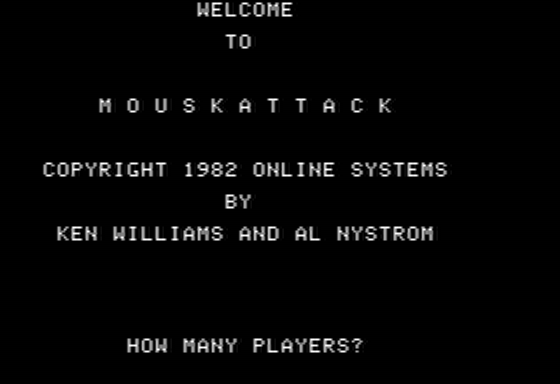 WELCOME
TO
M O U S K A T T A C K
COPYRIGHT 1982 ONLINE SYSTEMS
BY
KEN WILLIAMS AND AL NYSTROM
HOW MANY PLAYERS?